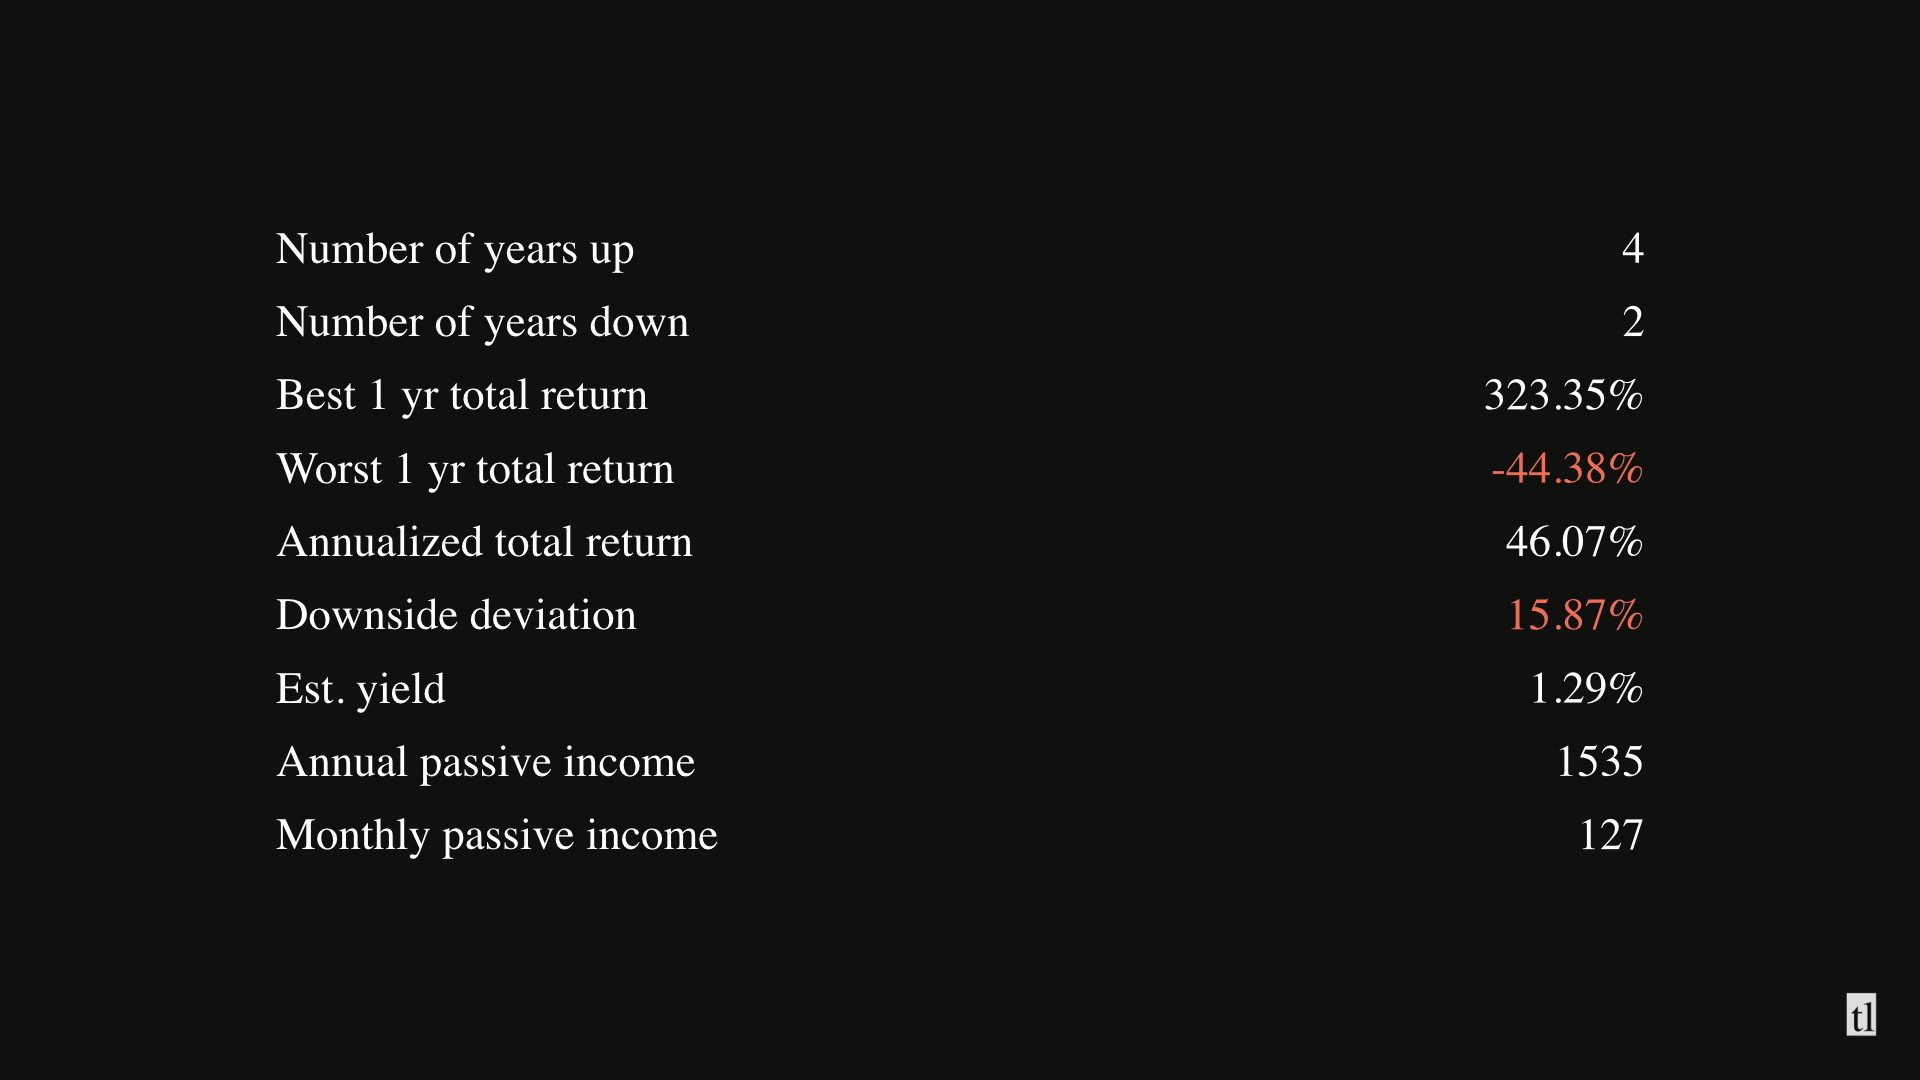 Number of years up 4
Number of years down 2
Best 1 yr total return 323.35%
Worst 1 yr total return -44.38%
Annualized total return 46.07%
Downside deviation 15.87%
Est. yield 1.29%
Annual passive income 1535
Monthly passive income 127
tl